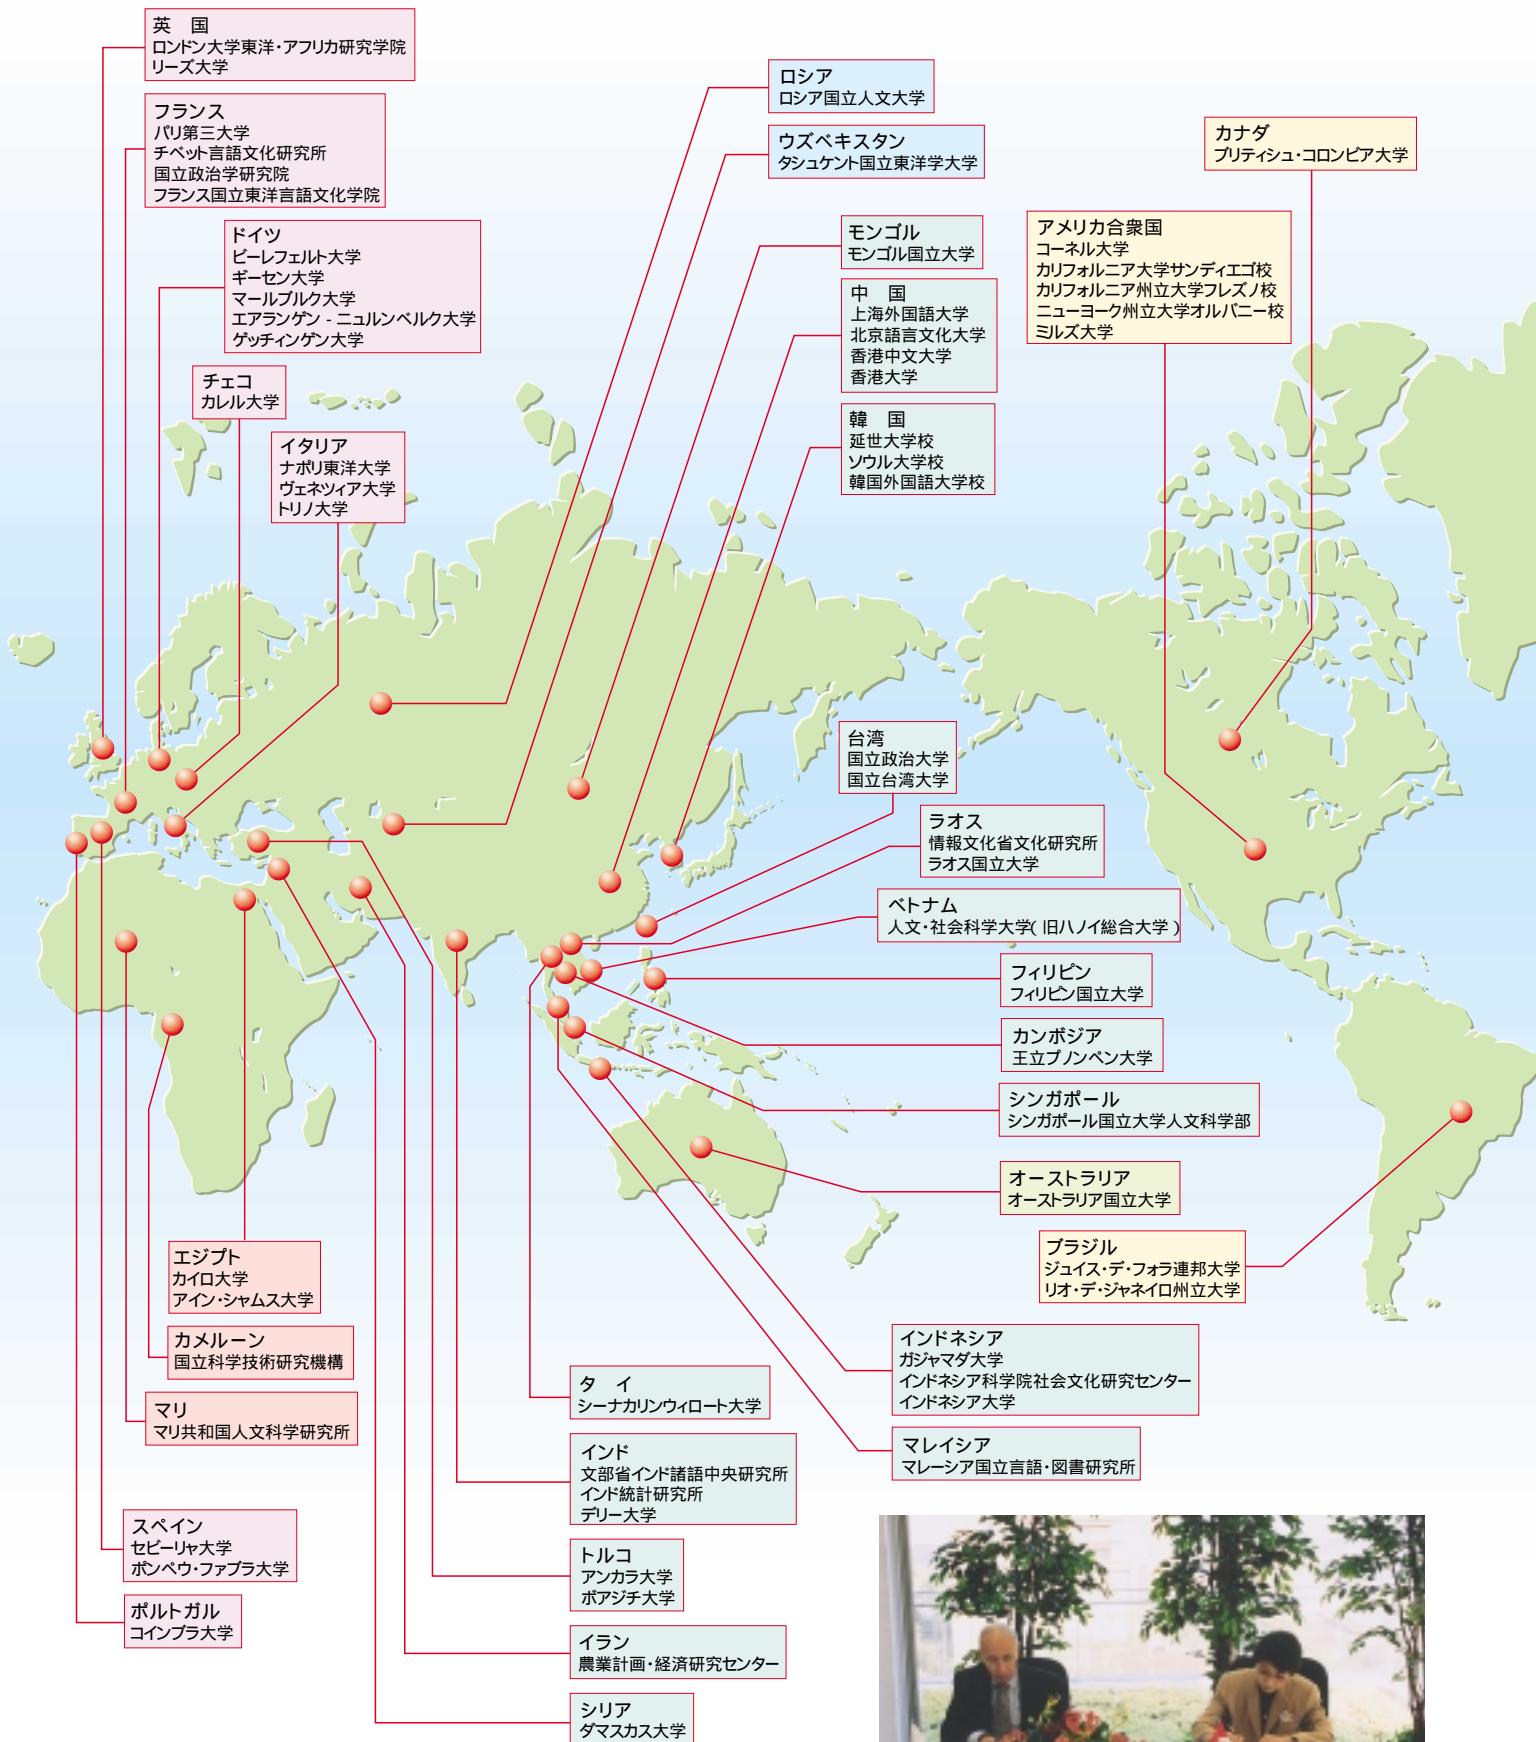 英　国
ロンドン大学東洋・アフリカ研究学院
リーズ大学
フランス
パリ第三大学
チベット言語文化研究所
国立政治学研究院
フランス国立東洋言語文化学院
ドイツ
ビーレフェルト大学
ギーセン大学
マールブルク大学
エアランゲン - ニュルンベルク大学
ゲッチィンゲン大学
チェコ
カレル大学
イタリア
ナポリ東洋大学
ヴェネツィア大学
トリノ大学
ロシア
ロシア国立人文大学
ウズベキスタン
タシュケント国立東洋学大学
モンゴル
モンゴル国立大学
中　国
上海外国語大学
北京語言文化大学
香港中文大学
香港大学
韓　国
延世大学校
ソウル大学校
韓国外国語大学校
カナダ
ブリティシュ・コロンビア大学
アメリカ合衆国
コーネル大学
カリフォルニア大学サンディエゴ校
カリフォルニア州立大学フレズノ校
ニューヨーク州立大学オルバニー校
ミルズ大学
台湾
国立政治大学
国立台湾大学
ラオス
情報文化省文化研究所
ラオス国立大学
ベトナム
人文・社会科学大学( 旧ハノイ総合大学 )
フィリピン
フィリピン国立大学
カンボジア
王立プノンペン大学
シンガポール
シンガポール国立大学人文科学部
オーストラリア
オーストラリア国立大学
ブラジル
ジュイス・デ・フォラ連邦大学
リオ・デ・ジャネイロ州立大学
エジプト
カイロ大学
アイン・シャムス大学
カメルーン
国立科学技術研究機構
マリ
マリ共和国人文科学研究所
スペイン
セビーリャ大学
ポンペウ・ファブラ大学
ポルトガル
コインブラ大学
タ　イ
シーナカリンウィロート大学
インド
文部省インド諸語中央研究所
インド統計研究所
デリー大学
トルコ
アンカラ大学
ボアジチ大学
イラン
農業計画・経済研究センター
シリア
ダマスカス大学
インドネシア
ガジャマダ大学
インドネシア科学院社会文化研究センター
インドネシア大学
マレイシア
マレーシア国立言語・図書研究所